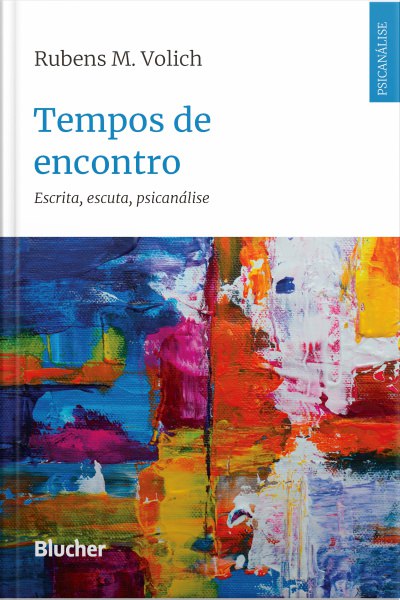 Rubens M. Volich
PSICANÁLISE
Tempos de
encontro
Escrita, escuta, psicanálise
Blucher